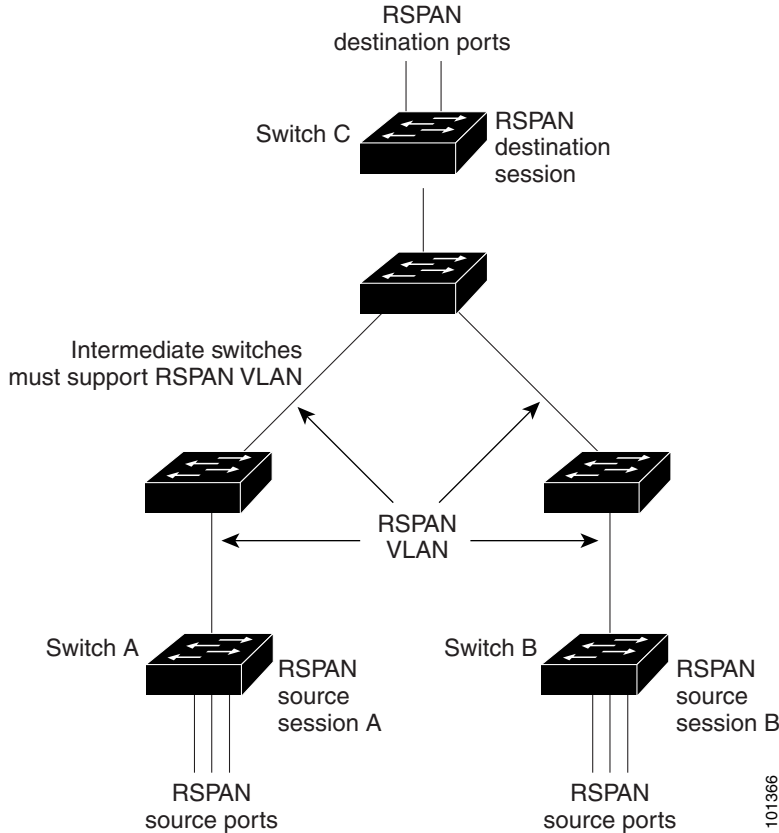 RSPAN
destination ports
Switch C
RSPAN
destination
session
Intermediate switches
must support RSPAN VLAN
RSPAN
VLAN
Switch A
RSPAN
source
session A
Switch B
RSPAN
source
session B
RSPAN
source ports
RSPAN
source ports
101366